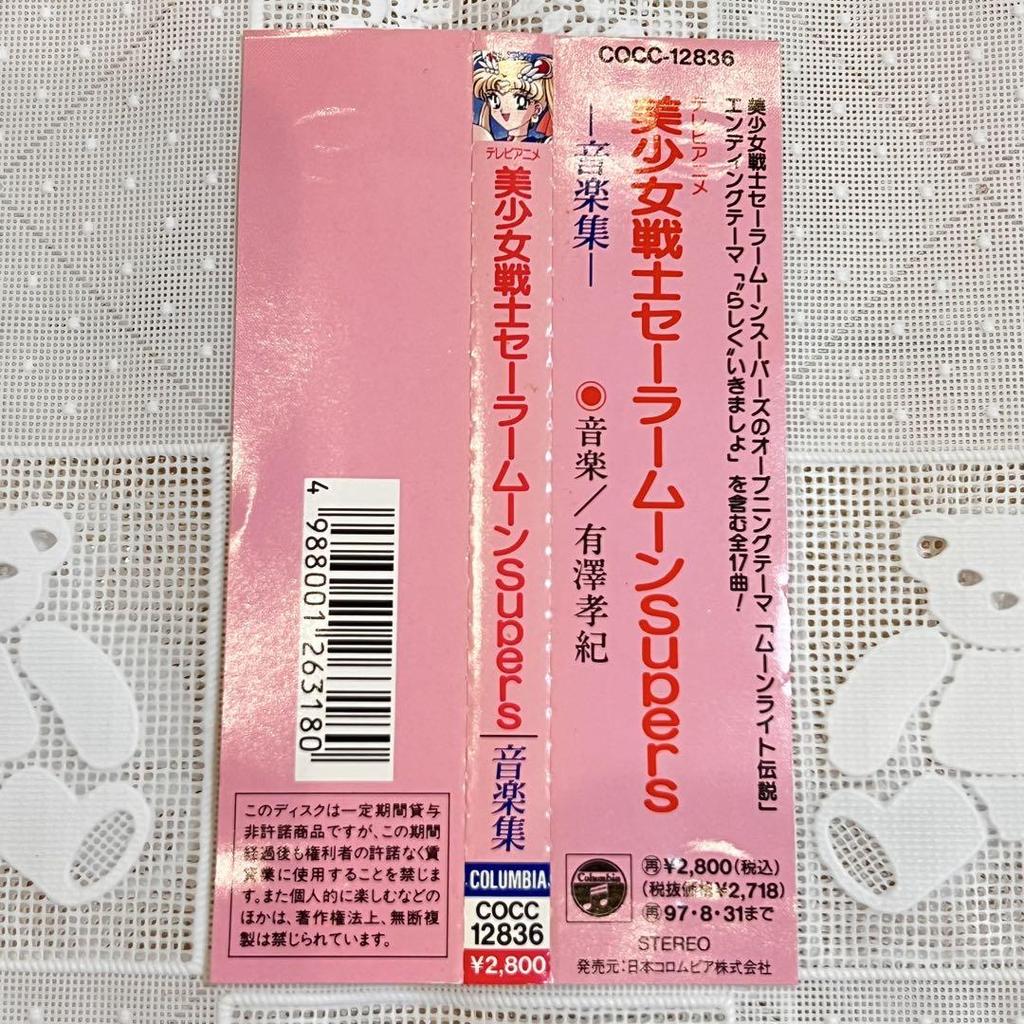 COCC-12836
美少女戦士セーラームーンスーパーズのオープニングテーマ「ムーンライト伝説」
エンディングテーマ「〝らしく〟いきましょ」を含む全17曲!
テレビアニメ
美少女戦士セーラームーンSupers
―音楽集―
●音楽/有澤孝紀
Columbia
再¥2,800(税込)
(税抜価格¥2,718)
再97・8・31まで
STEREO
発売元:日本コロムビア株式会社
テレビアニメ
美少女戦士セーラームーンSupers
音楽集
COLUMBIA
COCC
12836
¥2,800
4 988001 263180
このディスクは一定期間貸与
非許諾商品ですが、この期間
経過後も権利者の許諾なく賃
貸業に使用することを禁じま
す。また個人的に楽しむなどの
ほかは、著作権法上、無断複
製は禁じられています。